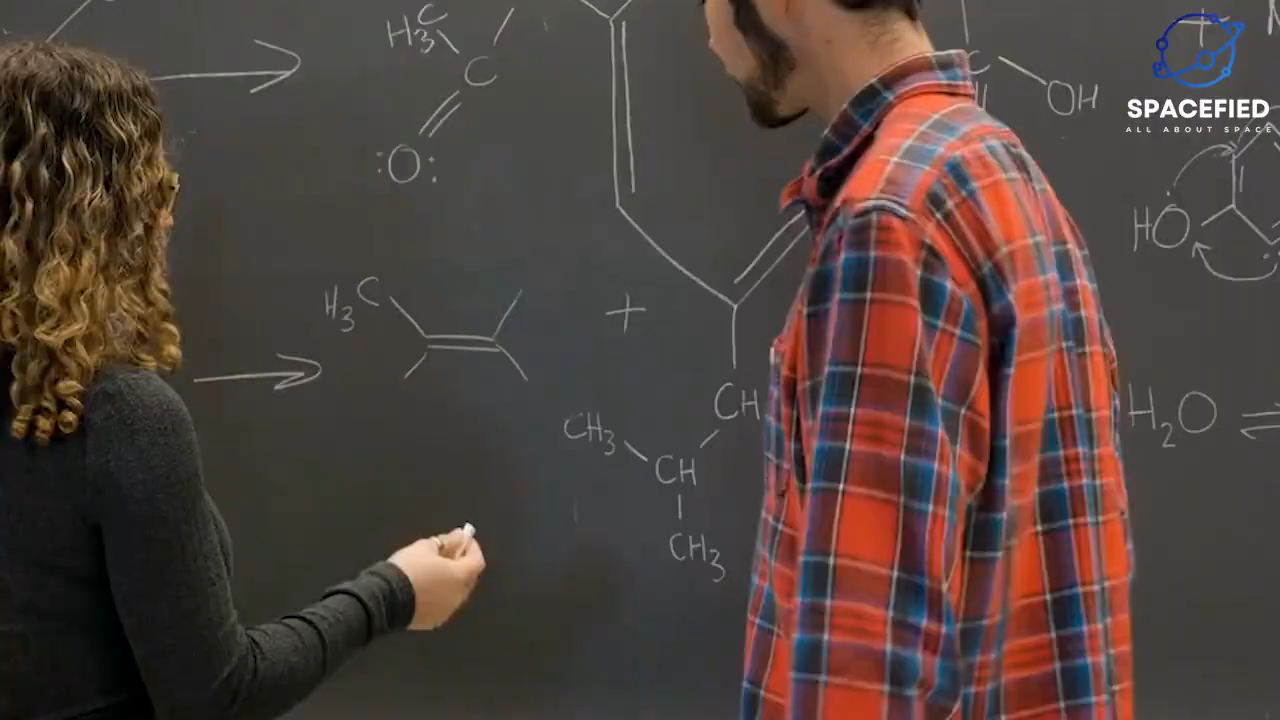 H₃C
C
:O:
C
OH
SPACEFIED
ALL ABOUT SPACE
HO
H₃C
+
CH
CH₃
CH
CH₃
H₂O